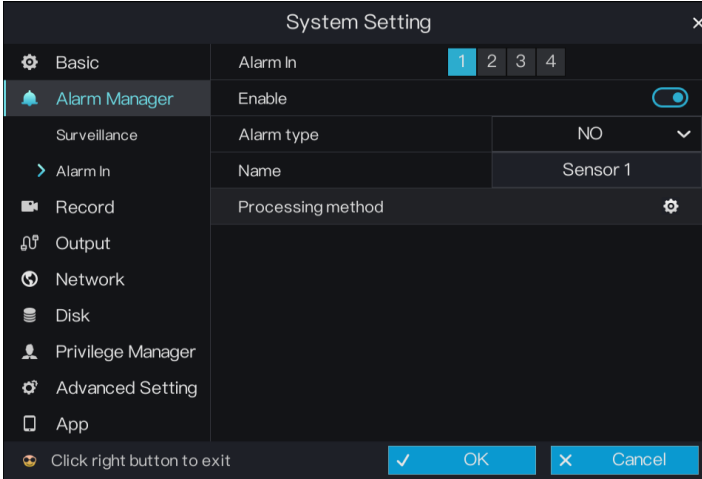 System Setting
Basic
Alarm In 1 2 3 4
Alarm Manager
Enable
Surveillance
Alarm type NO
Alarm In
Name Sensor 1
Record
Processing method
Output
Network
Disk
Privilege Manager
Advanced Setting
App
Click right button to exit
OK
Cancel